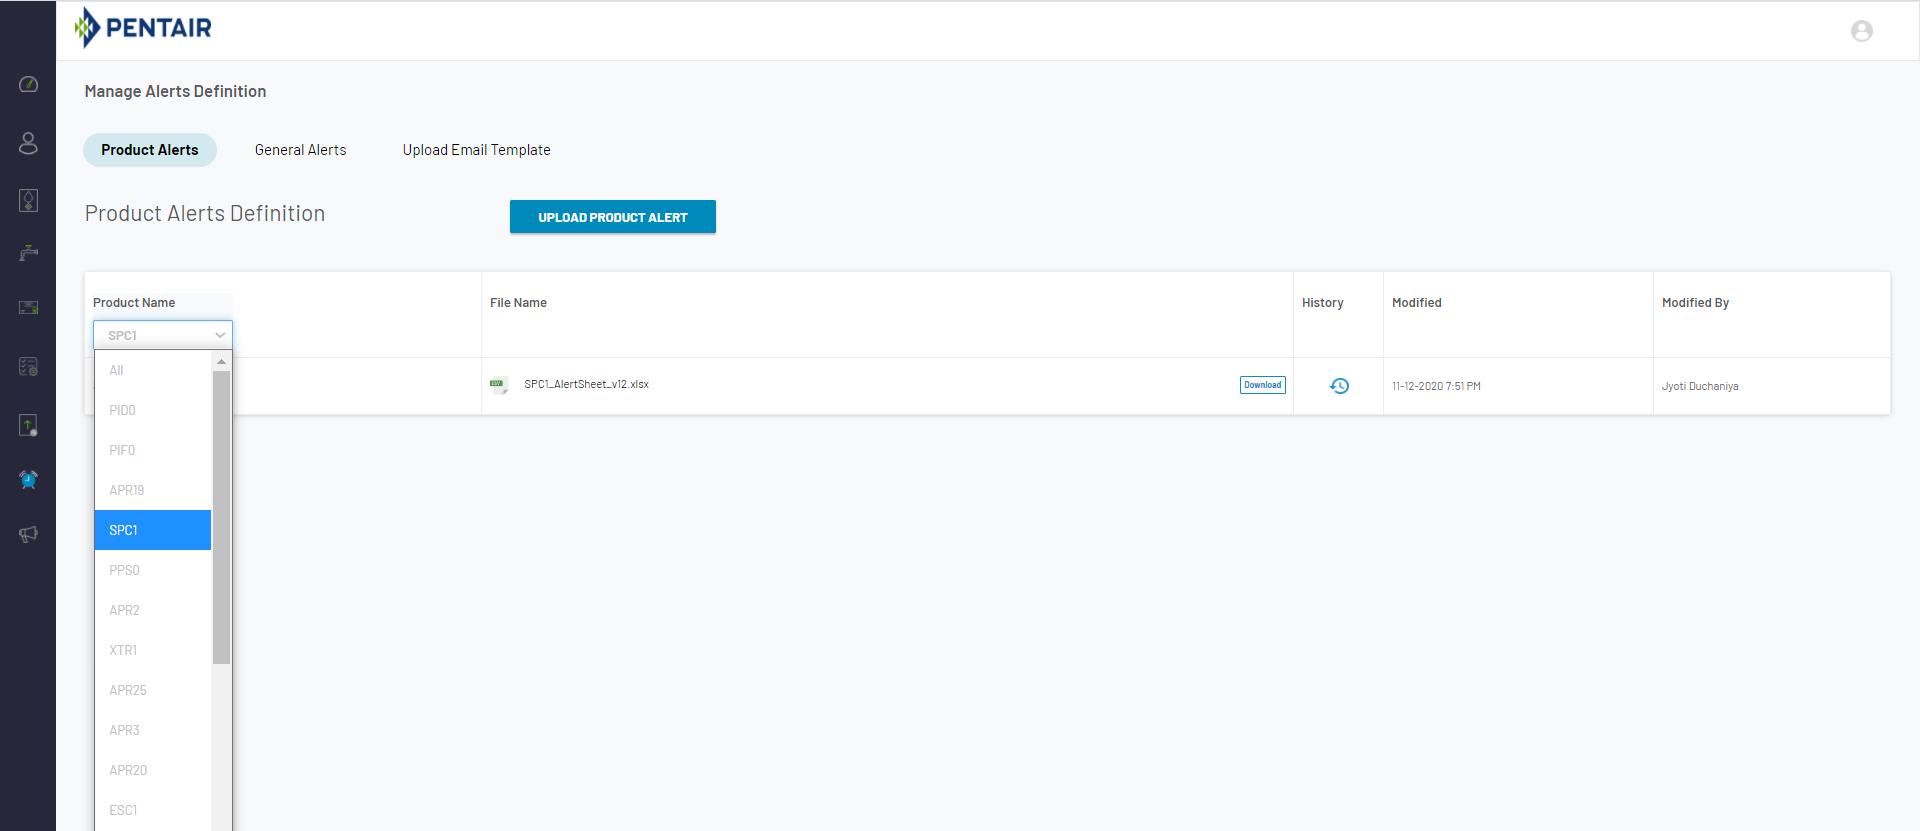 PENTAIR
Manage Alerts Definition
Product Alerts
General Alerts
Upload Email Template
Product Alerts Definition
UPLOAD PRODUCT ALERT
Product Name
File Name
History
Modified
Modified By
SPC1
SPC1_AlertSheet_v12.xlsx
Download
11-12-2020 7:51 PM
Jyoti Duchaniya
All
PID0
PIF0
APR19
SPC1
PPS0
APR2
XTR1
APR25
APR3
APR20
ESC1